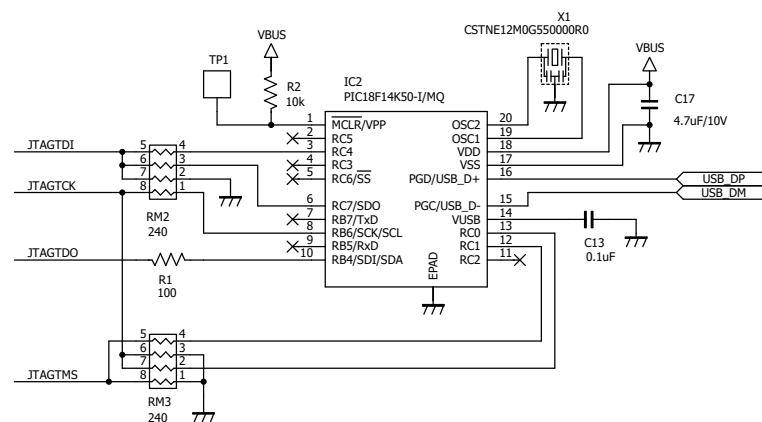 X1
CSTNE12M0G550000R0
VBUS
VBUS
TP1
R2
10k
IC2
PIC18F14K50-I/MQ
C17
4.7uF/10V
1 MCLR/VPP OSC2 20
2 RC5 OSC1 19
3 RC4 VDD 18
4 RC3 VSS 17
5 RC6/SS PGD/USB_D+ 16
6 RC7/SDO PGC/USB_D- 15
7 RB7/TxD VUSB 14
8 RB6/SCK/SCL RC0 13
9 RB5/RxD RC1 12
10 RB4/SDI/SDA RC2 11
EPAD
USB_DP
USB_DM
C13
0.1uF
JTAGTDI
5 4
6 3
7 2
JTAGTCK
8 1
RM2
240
JTAGTDO
R1
100
5 4
6 3
7 2
JTAGTMS
8 1
RM3
240